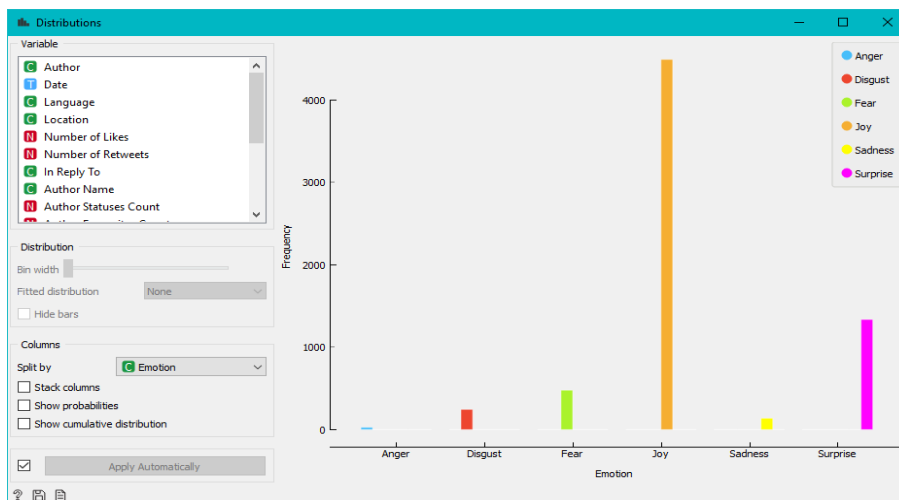 Distributions
Variable
C Author
T Date
C Language
C Location
N Number of Likes
N Number of Retweets
C In Reply To
C Author Name
N Author Statuses Count
Distribution
Bin width
Fitted distribution None
Hide bars
Columns
Split by C Emotion
Stack columns
Show probabilities
Show cumulative distribution
Apply Automatically
?
Frequency
4000
3000
2000
1000
0
Anger Disgust Fear Joy Sadness Surprise
Emotion
Anger
Disgust
Fear
Joy
Sadness
Surprise